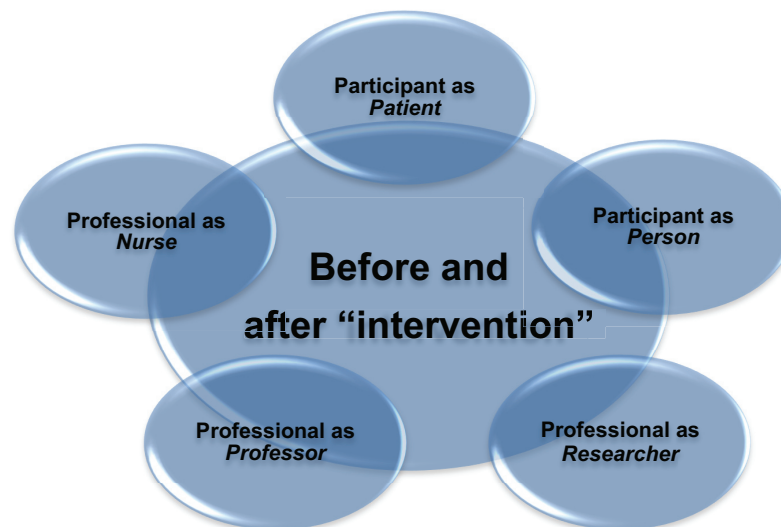 Participant as
Patient
Professional as
Nurse
Participant as
Person
Before and
after “intervention”
Professional as
Professor
Professional as
Researcher